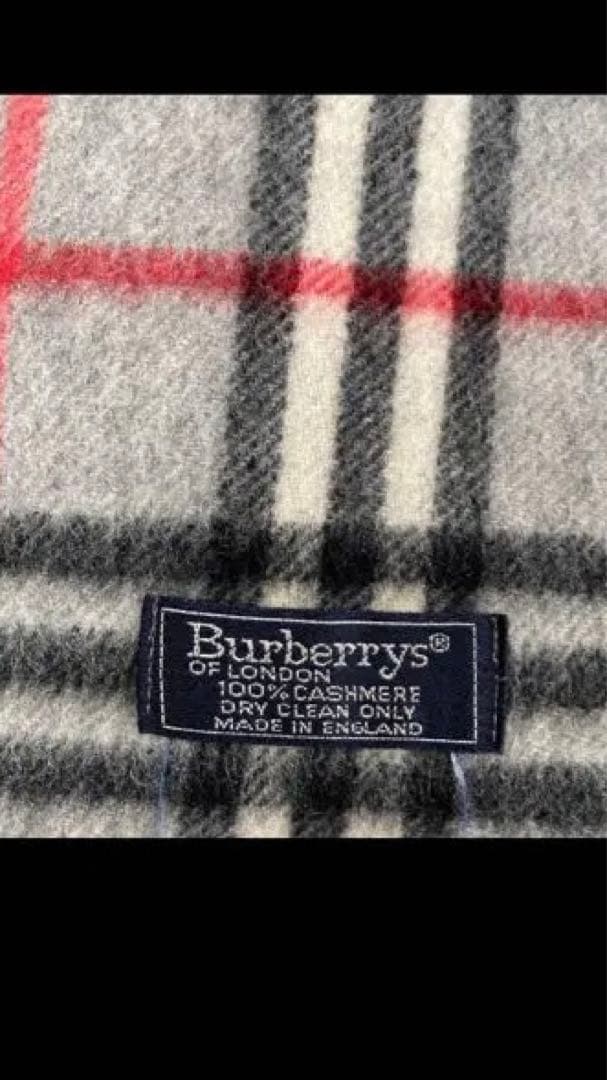 Burberrys®
OF LONDON
100% CASHMERE
DRY CLEAN ONLY
MADE IN ENGLAND